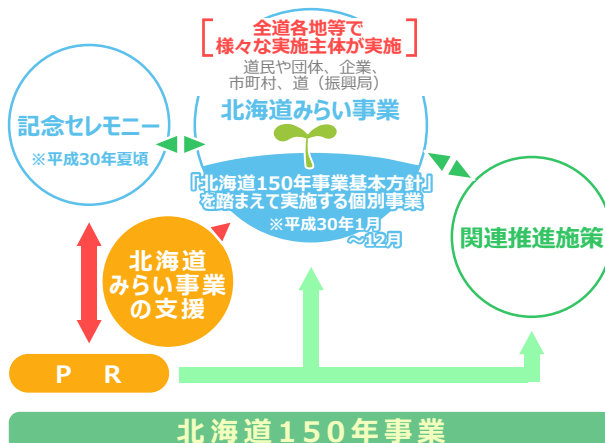 全道各地等で
様々な実施主体が実施
道民や団体、企業、
市町村、道（振興局）
北海道みらい事業
記念セレモニー
※平成30年夏頃
「北海道150年事業基本方針」
を踏まえて実施する個別事業
※平成30年1月
～12月
関連推進施策
北海道
みらい事業
の支援
ＰＲ
北海道150年事業